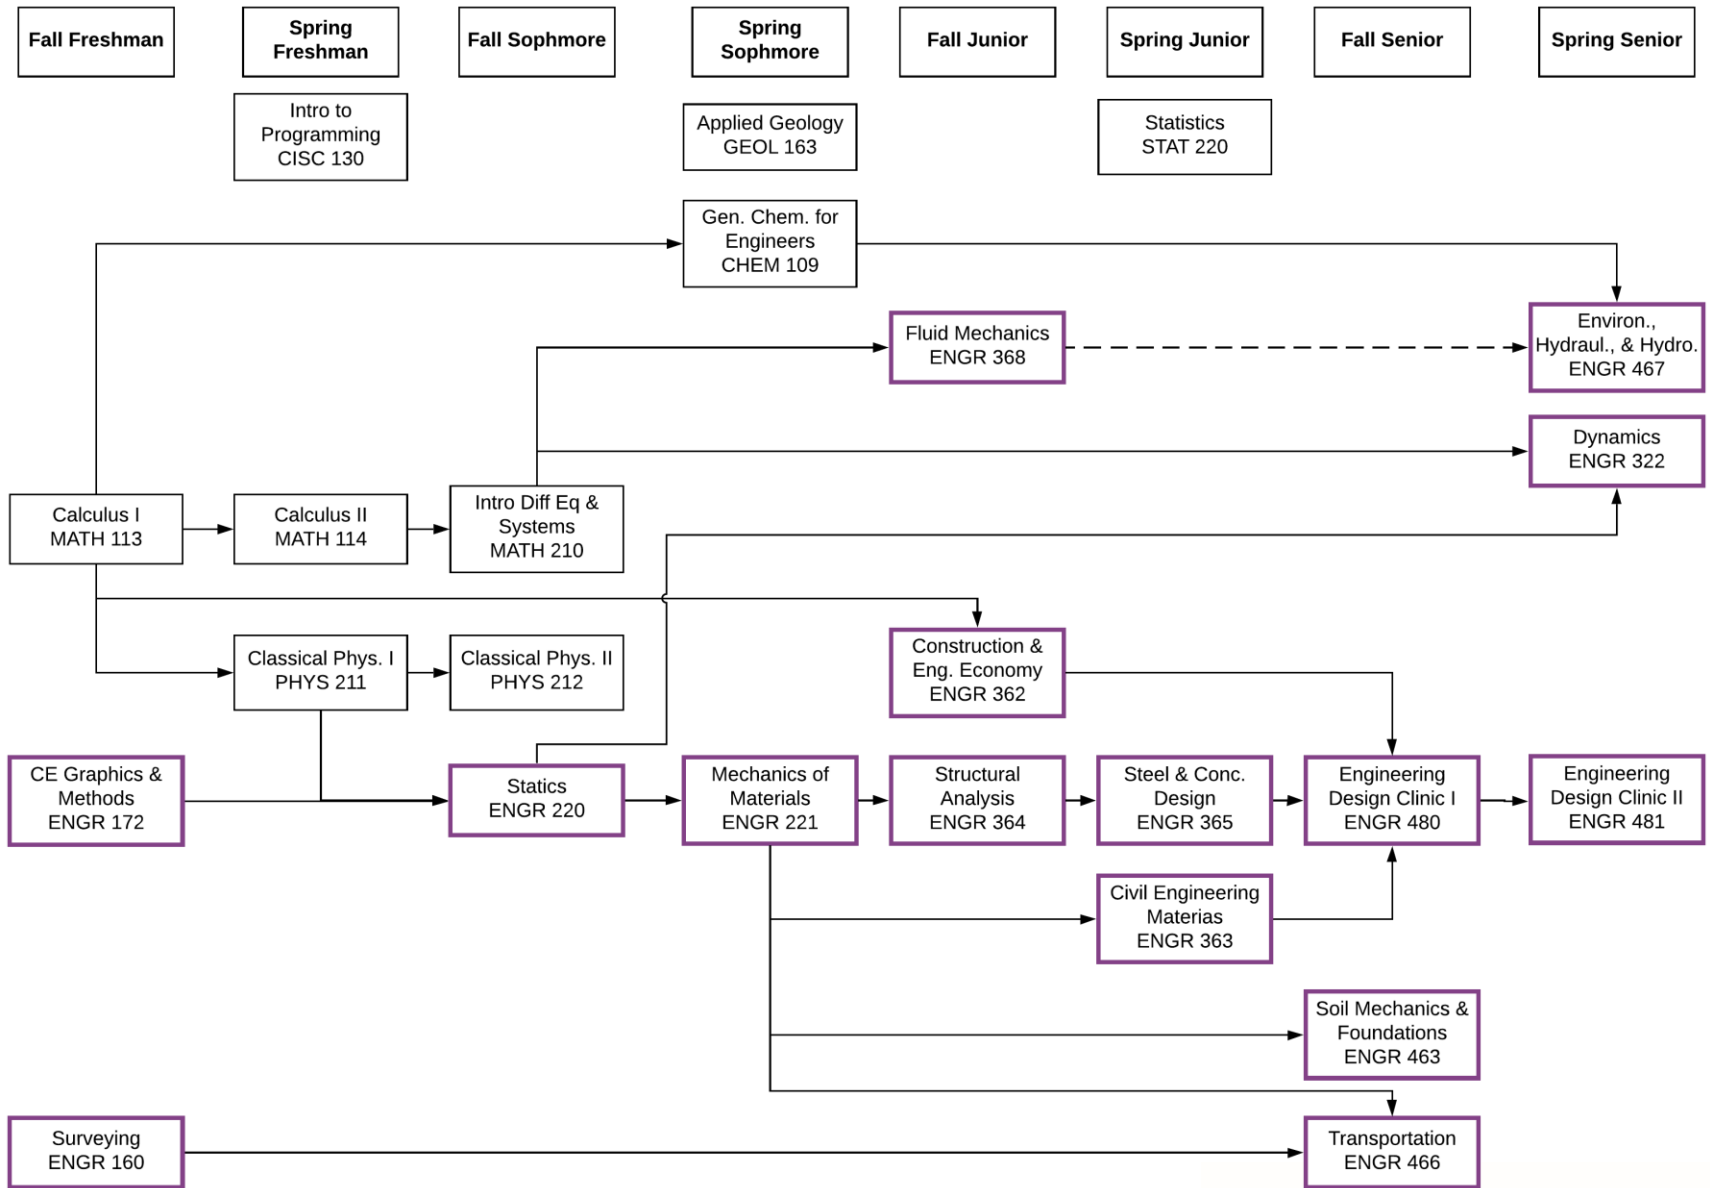 Fall Freshman
Spring
Freshman
Fall Sophmore
Spring
Sophmore
Fall Junior
Spring Junior
Fall Senior
Spring Senior
Intro to
Programming
CISC 130
Applied Geology
GEOL 163
Statistics
STAT 220
Gen. Chem. for
Engineers
CHEM 109
Fluid Mechanics
ENGR 368
Environ.,
Hydraul., & Hydro.
ENGR 467
Dynamics
ENGR 322
Calculus I
MATH 113
Calculus II
MATH 114
Intro Diff Eq &
Systems
MATH 210
Classical Phys. I
PHYS 211
Classical Phys. II
PHYS 212
Construction &
Eng. Economy
ENGR 362
CE Graphics &
Methods
ENGR 172
Statics
ENGR 220
Mechanics of
Materials
ENGR 221
Structural
Analysis
ENGR 364
Steel & Conc.
Design
ENGR 365
Engineering
Design Clinic I
ENGR 480
Engineering
Design Clinic II
ENGR 481
Civil Engineering
Materias
ENGR 363
Soil Mechanics &
Foundations
ENGR 463
Surveying
ENGR 160
Transportation
ENGR 466